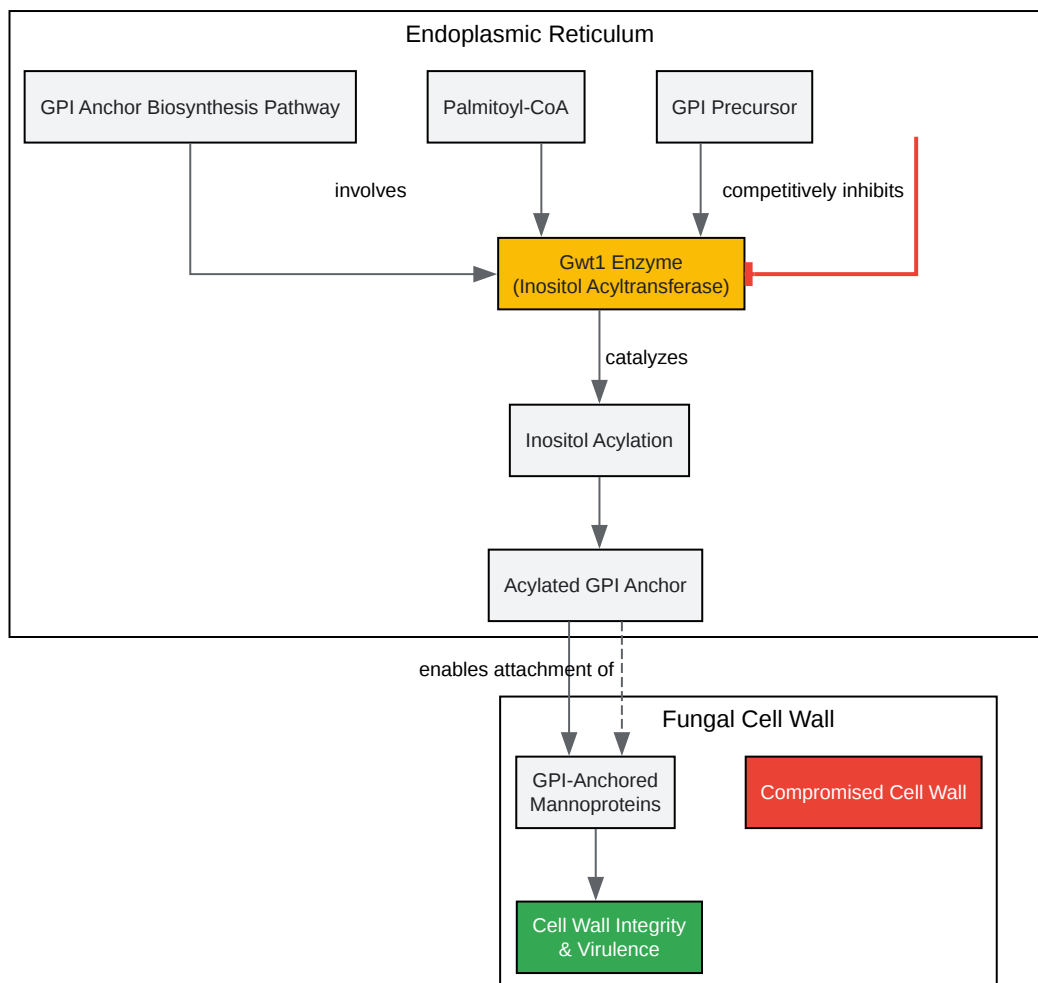 Endoplasmic Reticulum
GPI Anchor Biosynthesis Pathway
Palmitoyl-CoA
GPI Precursor
involves
competitively inhibits
Gwt1 Enzyme
(Inositol Acyltransferase)
catalyzes
Inositol Acylation
Acylated GPI Anchor
enables attachment of
Fungal Cell Wall
GPI-Anchored
Mannoproteins
Compromised Cell Wall
Cell Wall Integrity
& Virulence